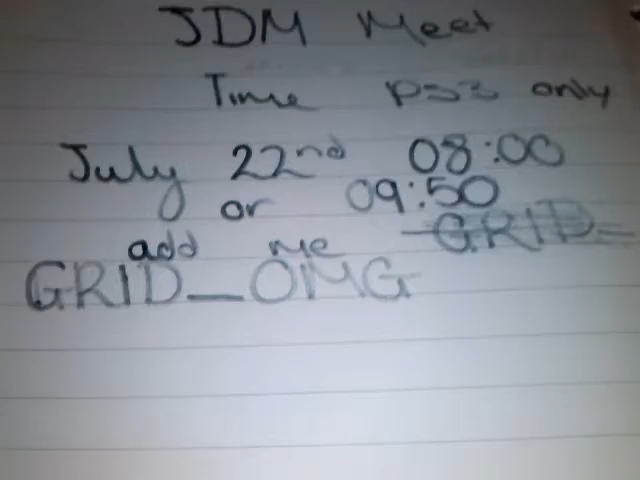 JDM Meet
Time PS3 only
July 22nd 08:00
or 09:50
add me GRID
GRID_OMG